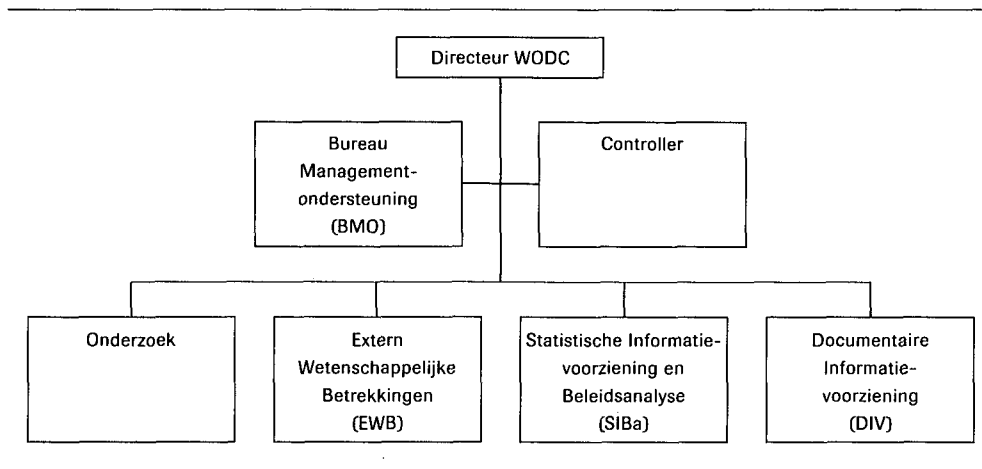 Directeur WODC
Bureau
Management-
ondersteuning
(BMO)
Controller
Onderzoek
Extern
Wetenschappelijke
Betrekkingen
(EWB)
Statistische Informatie-
voorziening en
Beleidsanalyse
(SIBa)
Documentaire
Informatie-
voorziening
(DIV)